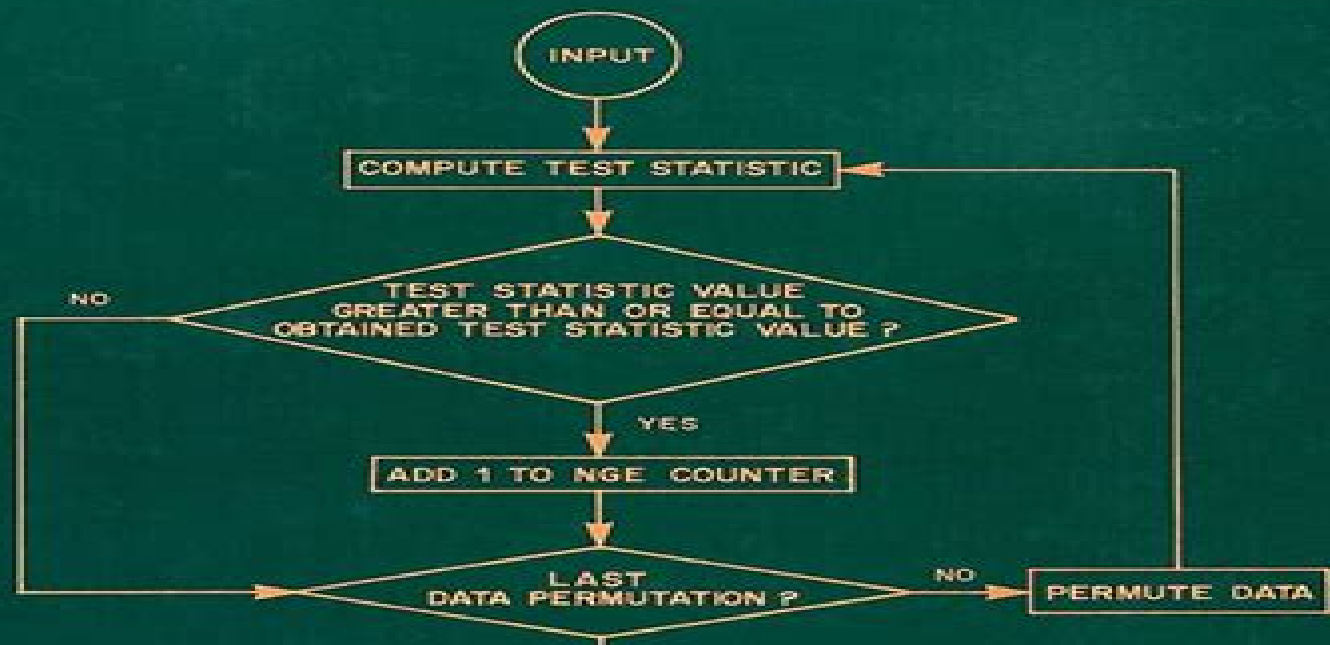 INPUT
COMPUTE TEST STATISTIC
TEST STATISTIC VALUE
GREATER THAN OR EQUAL TO
OBTAINED TEST STATISTIC VALUE ?
NO
YES
ADD 1 TO NGE COUNTER
LAST
DATA PERMUTATION ?
NO
PERMUTE DATA